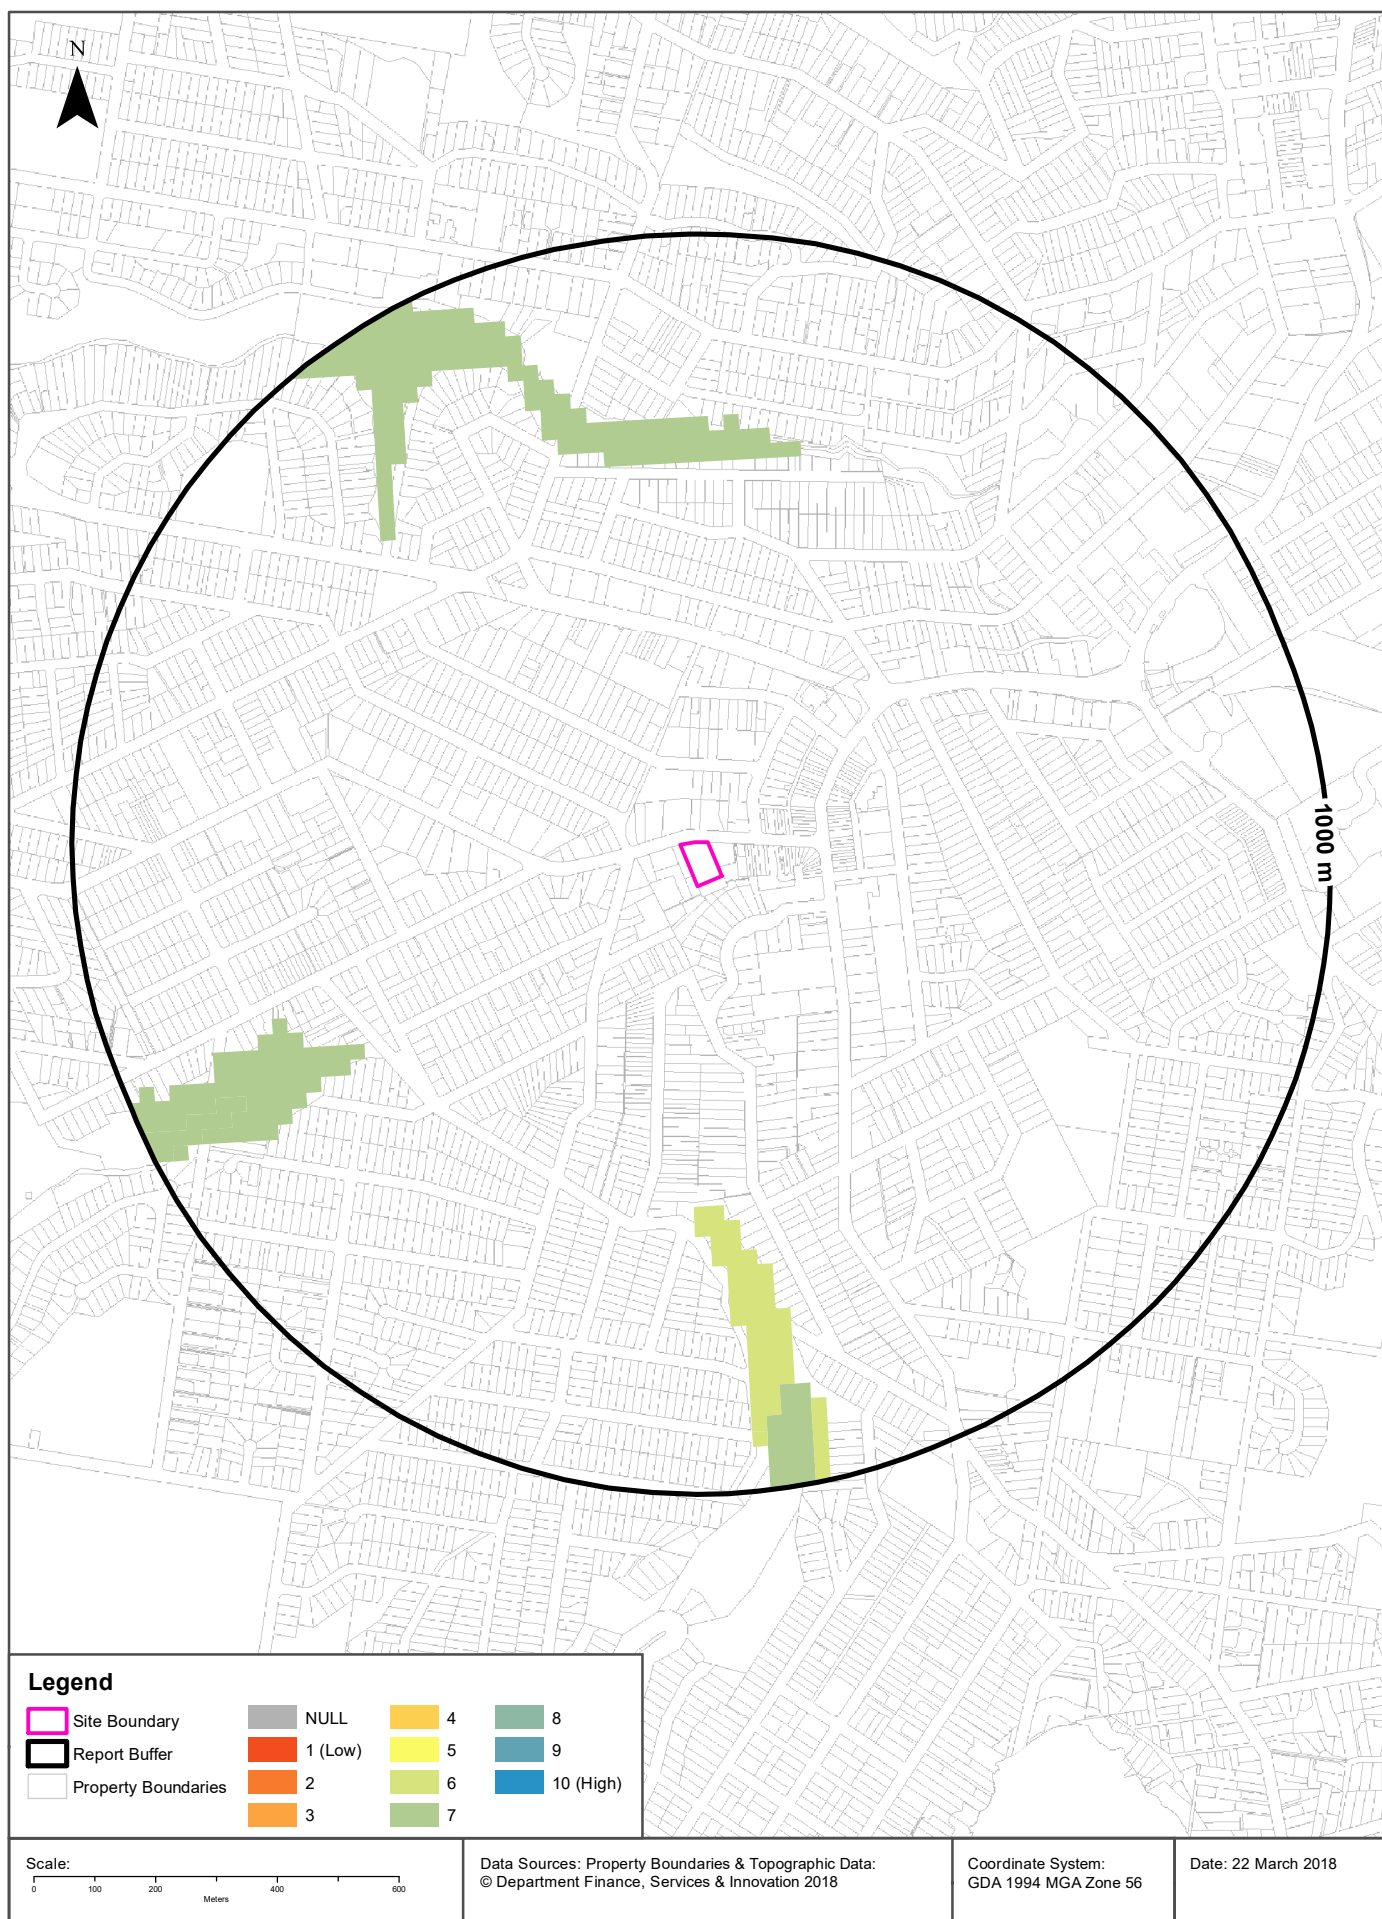 N
1000 m
Legend
Site Boundary
Report Buffer
Property Boundaries
NULL
1 (Low)
2
3
4
5
6
7
8
9
10 (High)
Scale:
0 100 200 400 600
Meters
Data Sources: Property Boundaries & Topographic Data:
© Department Finance, Services & Innovation 2018
Coordinate System:
GDA 1994 MGA Zone 56
Date: 22 March 2018